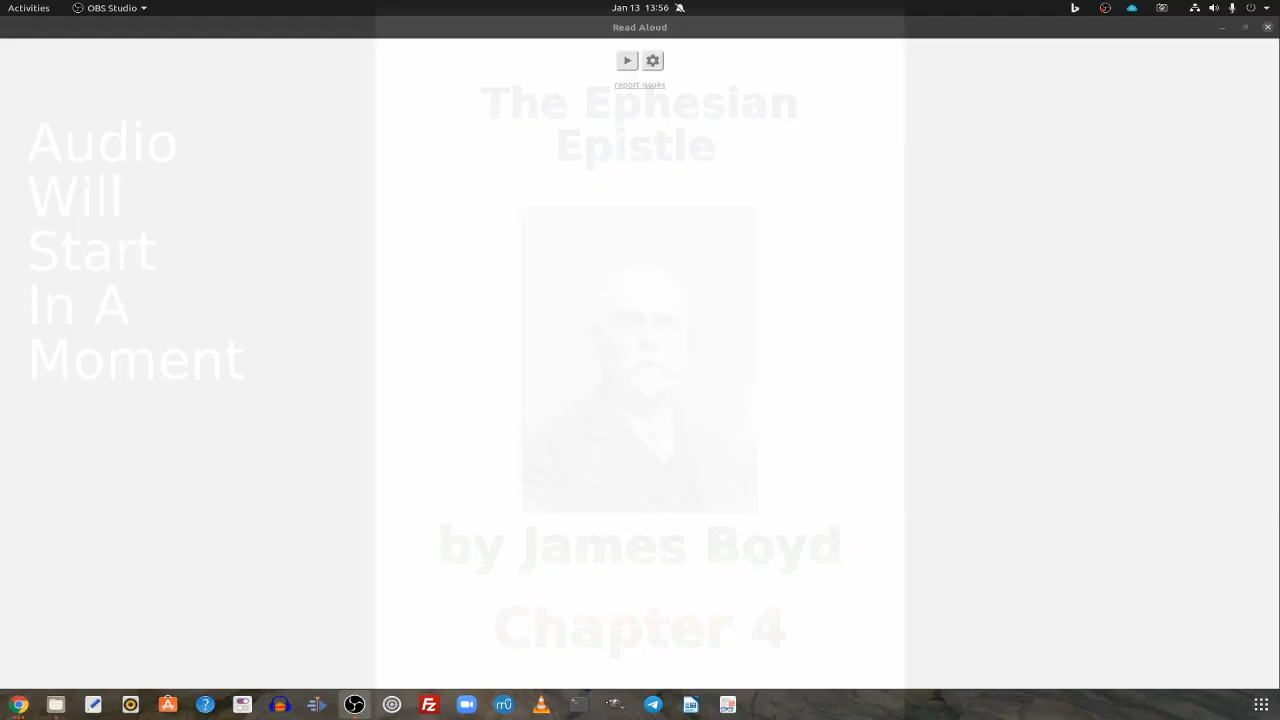 Activities
OBS Studio
Jan 13 13:56
Read Aloud
report issues
The Ephesian
Epistle
Audio
Will
Start
In A
Moment
by James Boyd
Chapter 4